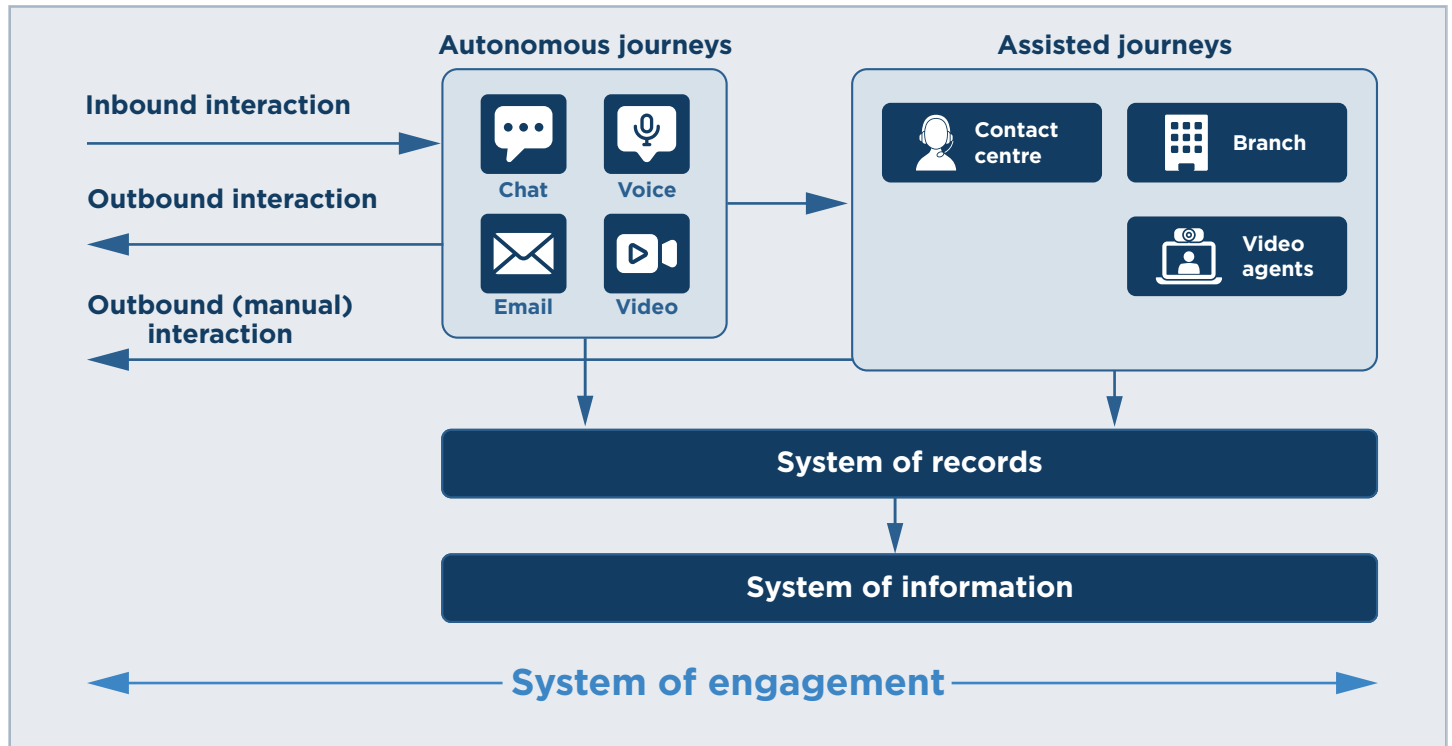 Autonomous journeys
Assisted journeys
Inbound interaction
Outbound interaction
Outbound (manual)
interaction
Chat
Voice
Email
Video
Contact
centre
Branch
Video
agents
System of records
System of information
System of engagement